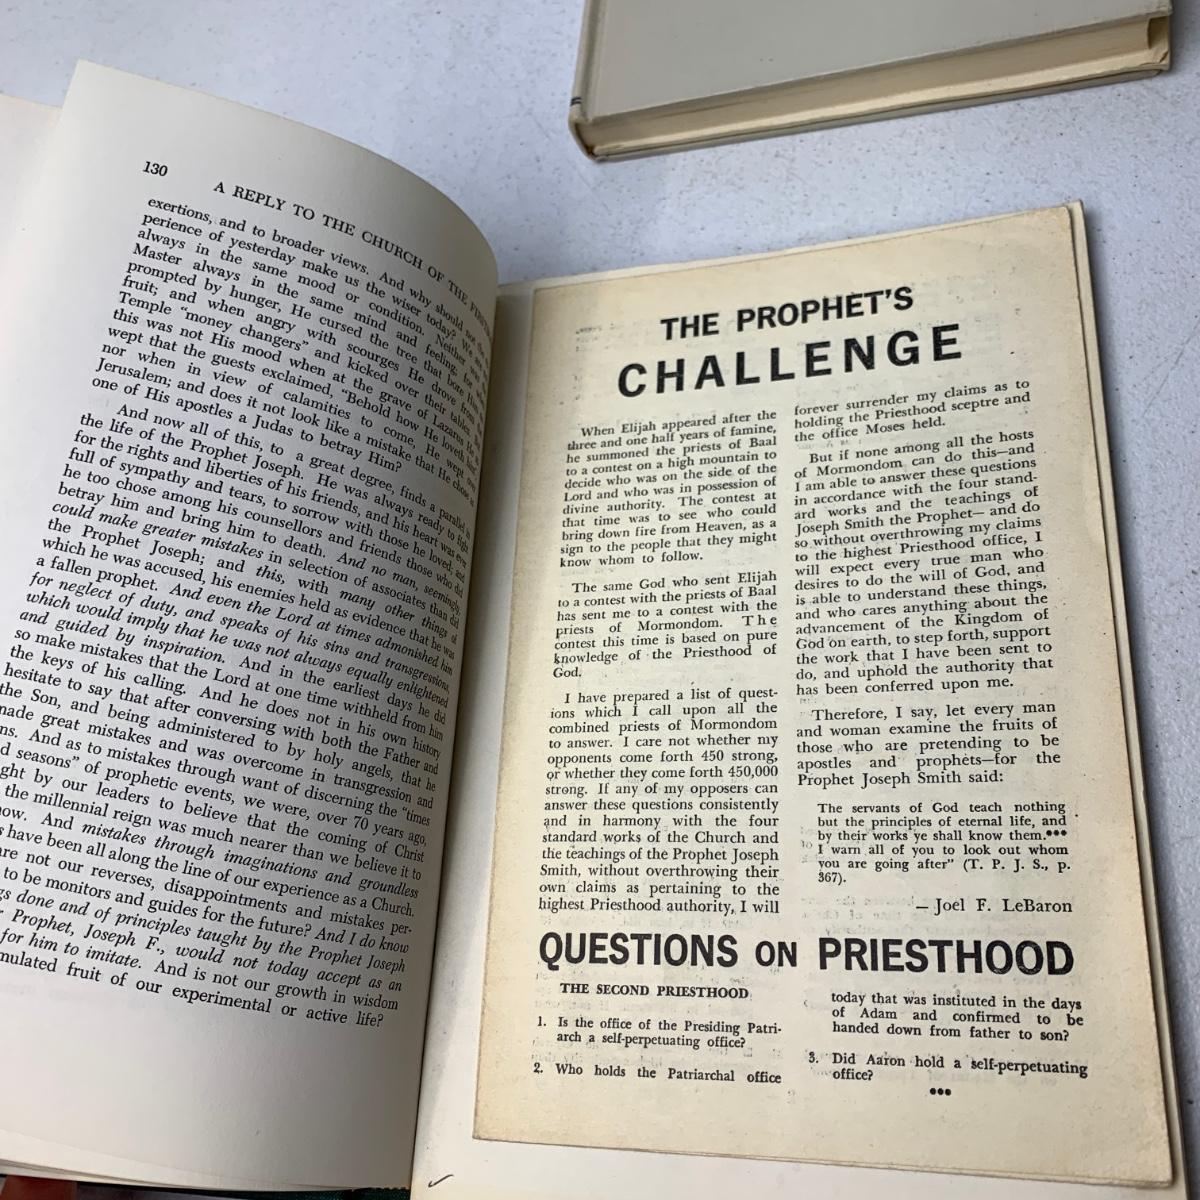 130
A REPLY TO THE CHURCH OF THE
exertions, and to broader views. And why should
perience of yesterday make us the wiser today? We are
always in the same mood or condition. Neither was
Master always in the same mind and feeling; for when
prompted by hunger, He cursed the tree that bore Him no
fruit; and when angry with scourges He drove from the
Temple "money changers" and kicked over their tables. But
this was not His mood when at the grave of Lazarus He so
wept that the guests exclaimed, "Behold how He loveth him!
nor when in view of calamities to come, He wept over
Jerusalem; and does it not look like a mistake that He chose as
one of His apostles a Judas to betray Him?
And now all of this, to a great degree, finds a parallel in
the life of the Prophet Joseph. He was always ready to fight
for the rights and liberties of his friends, and his heart was ever
full of sympathy and tears, to sorrow with those he loved; and
he too chose among his counsellors and friends those who did
betray him and bring him to death. And no man, seemingly,
could make greater mistakes in selection of associates than did
the Prophet Joseph; and this, with many other things of
which he was accused, his enemies held as evidence that he was
a fallen prophet. And even the Lord at times admonished him
for neglect of duty, and speaks of his sins and transgressions,
which would imply that he was not always equally enlightened
and guided by inspiration. And in the earliest days he did
so make mistakes that the Lord at one time withheld from him
the keys of his calling. And he does not in his own history
hesitate to say that after conversing with both the Father and
the Son, and being administered to by holy angels, that he
made great mistakes and was overcome in transgression and
ns. And as to mistakes through want of discerning the "times
d seasons" of prophetic events, we were, over 70 years ago,
ght by our leaders to believe that the coming of Christ
the millennial reign was much nearer than we believe it to
now. And mistakes through imaginations and groundless
s have been all along the line of our experience as a Church.
are not our reverses, disappointments and mistakes per-
to be monitors and guides for the future? And I do know
gs done and of principles taught by the Prophet Joseph
r Prophet, Joseph F., would not today accept as an
for him to imitate. And is not our growth in wisdom
mulated fruit of our experimental or active life?
THE PROPHET'S
CHALLENGE
When Elijah appeared after the
three and one half years of famine,
he summoned the priests of Baal
to a contest on a high mountain to
decide who was on the side of the
Lord and who was in possession of
divine authority. The contest at
that time was to see who could
bring down fire from Heaven, as a
sign to the people that they might
know whom to follow.
The same God who sent Elijah
to a contest with the priests of Baal
has sent me to a contest with the
priests of Mormondom. The
contest this time is based on pure
knowledge of the Priesthood of
God.
I have prepared a list of quest-
ions which I call upon all the
combined priests of Mormondom
to answer. I care not whether my
opponents come forth 450 strong,
or whether they come forth 450,000
strong. If any of my opposers can
answer these questions consistently
and in harmony with the four
standard works of the Church and
the teachings of the Prophet Joseph
Smith, without overthrowing their
own claims as pertaining to the
highest Priesthood authority, I will
forever surrender my claims as to
holding the Priesthood sceptre and
the office Moses held.
But if none among all the hosts
of Mormondom can do this—and
I am able to answer these questions
in accordance with the four stand-
ard works and the teachings of
Joseph Smith the Prophet— and do
so without overthrowing my claims
to the highest Priesthood office, I
will expect every true man who
desires to do the will of God, and
is able to understand these things,
and who cares anything about the
advancement of the Kingdom of
God on earth, to step forth, support
the work that I have been sent to
do, and uphold the authority that
has been conferred upon me.
Therefore, I say, let every man
and woman examine the fruits of
those who are pretending to be
apostles and prophets—for the
Prophet Joseph Smith said:
The servants of God teach nothing
but the principles of eternal life, and
by their works ye shall know them.•••
I warn all of you to look out whom
you are going after" (T. P. J. S., p.
367).
— Joel F. LeBaron
QUESTIONS ON PRIESTHOOD
THE SECOND PRIESTHOOD
1. Is the office of the Presiding Patri-
arch a self-perpetuating office?
2. Who holds the Patriarchal office
today that was instituted in the days
of Adam and confirmed to be
handed down from father to son?
3. Did Aaron hold a self-perpetuating
office?
•••